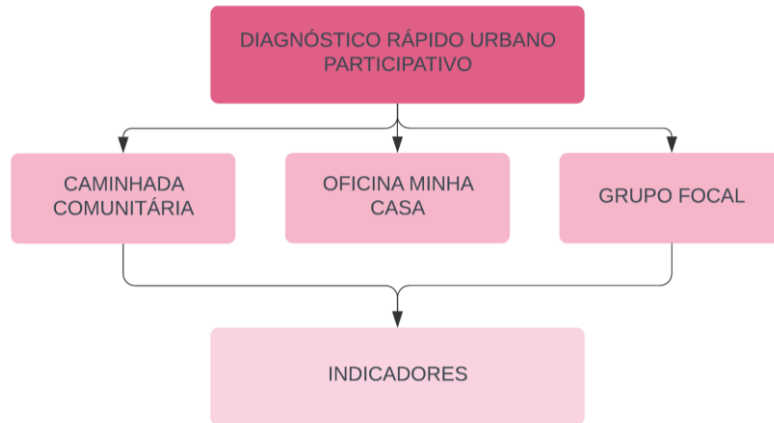 DIAGNÓSTICO RÁPIDO URBANO
PARTICIPATIVO
CAMINHADA
COMUNITÁRIA
OFICINA MINHA
CASA
GRUPO FOCAL
INDICADORES